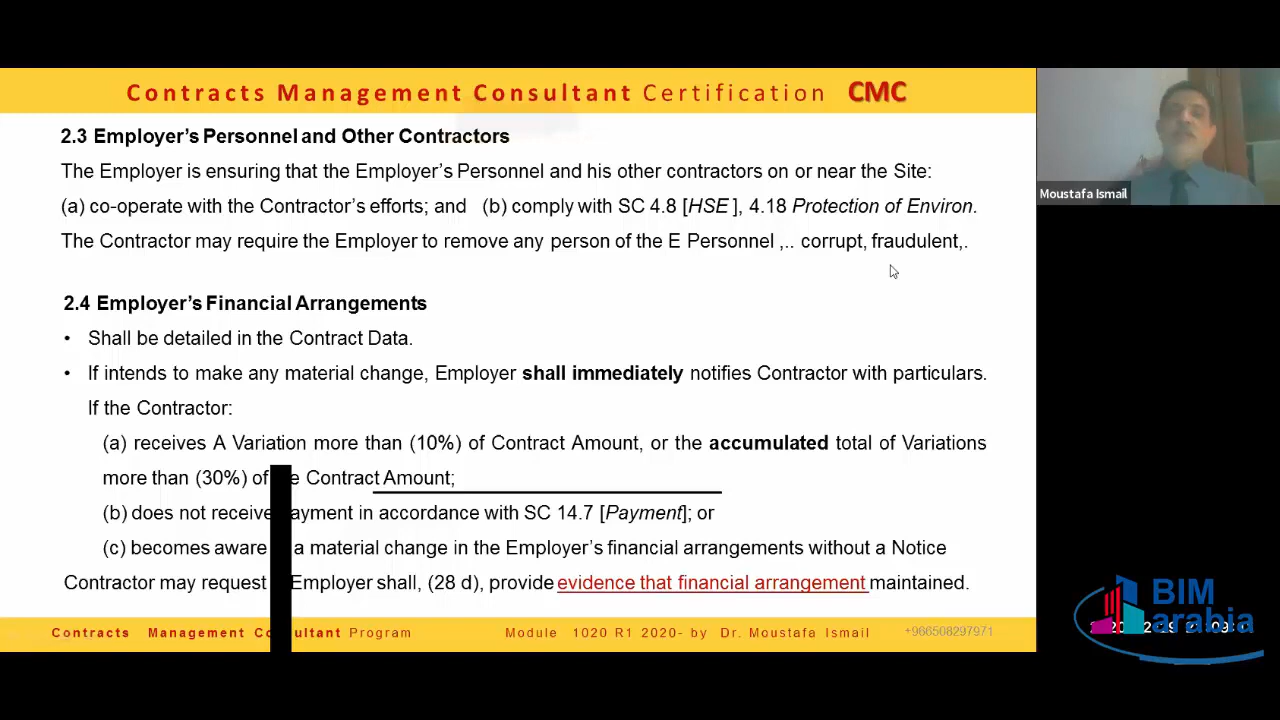 Contracts Management Consultant Certification CMC
2.3 Employer's Personnel and Other Contractors
The Employer is ensuring that the Employer's Personnel and his other contractors on or near the Site:
(a) co-operate with the Contractor's efforts; and (b) comply with SC 4.8 [HSE ], 4.18 Protection of Environ.
The Contractor may require the Employer to remove any person of the E Personnel ,.. corrupt, fraudulent,.
2.4 Employer's Financial Arrangements
• Shall be detailed in the Contract Data.
• If intends to make any material change, Employer shall immediately notifies Contractor with particulars.
If the Contractor:
(a) receives A Variation more than (10%) of Contract Amount, or the accumulated total of Variations
more than (30%) of Contract Amount;
(b) does not receive payment in accordance with SC 14.7 [Payment]; or
(c) becomes aware a material change in the Employer's financial arrangements without a Notice
Contractor may request Employer shall, (28 d), provide evidence that financial arrangement maintained.
Contracts Management Consultant Program
Module 1020 R1 2020- by Dr. Moustafa Ismail
+966508297971
Moustafa Ismail
BIM
arabia